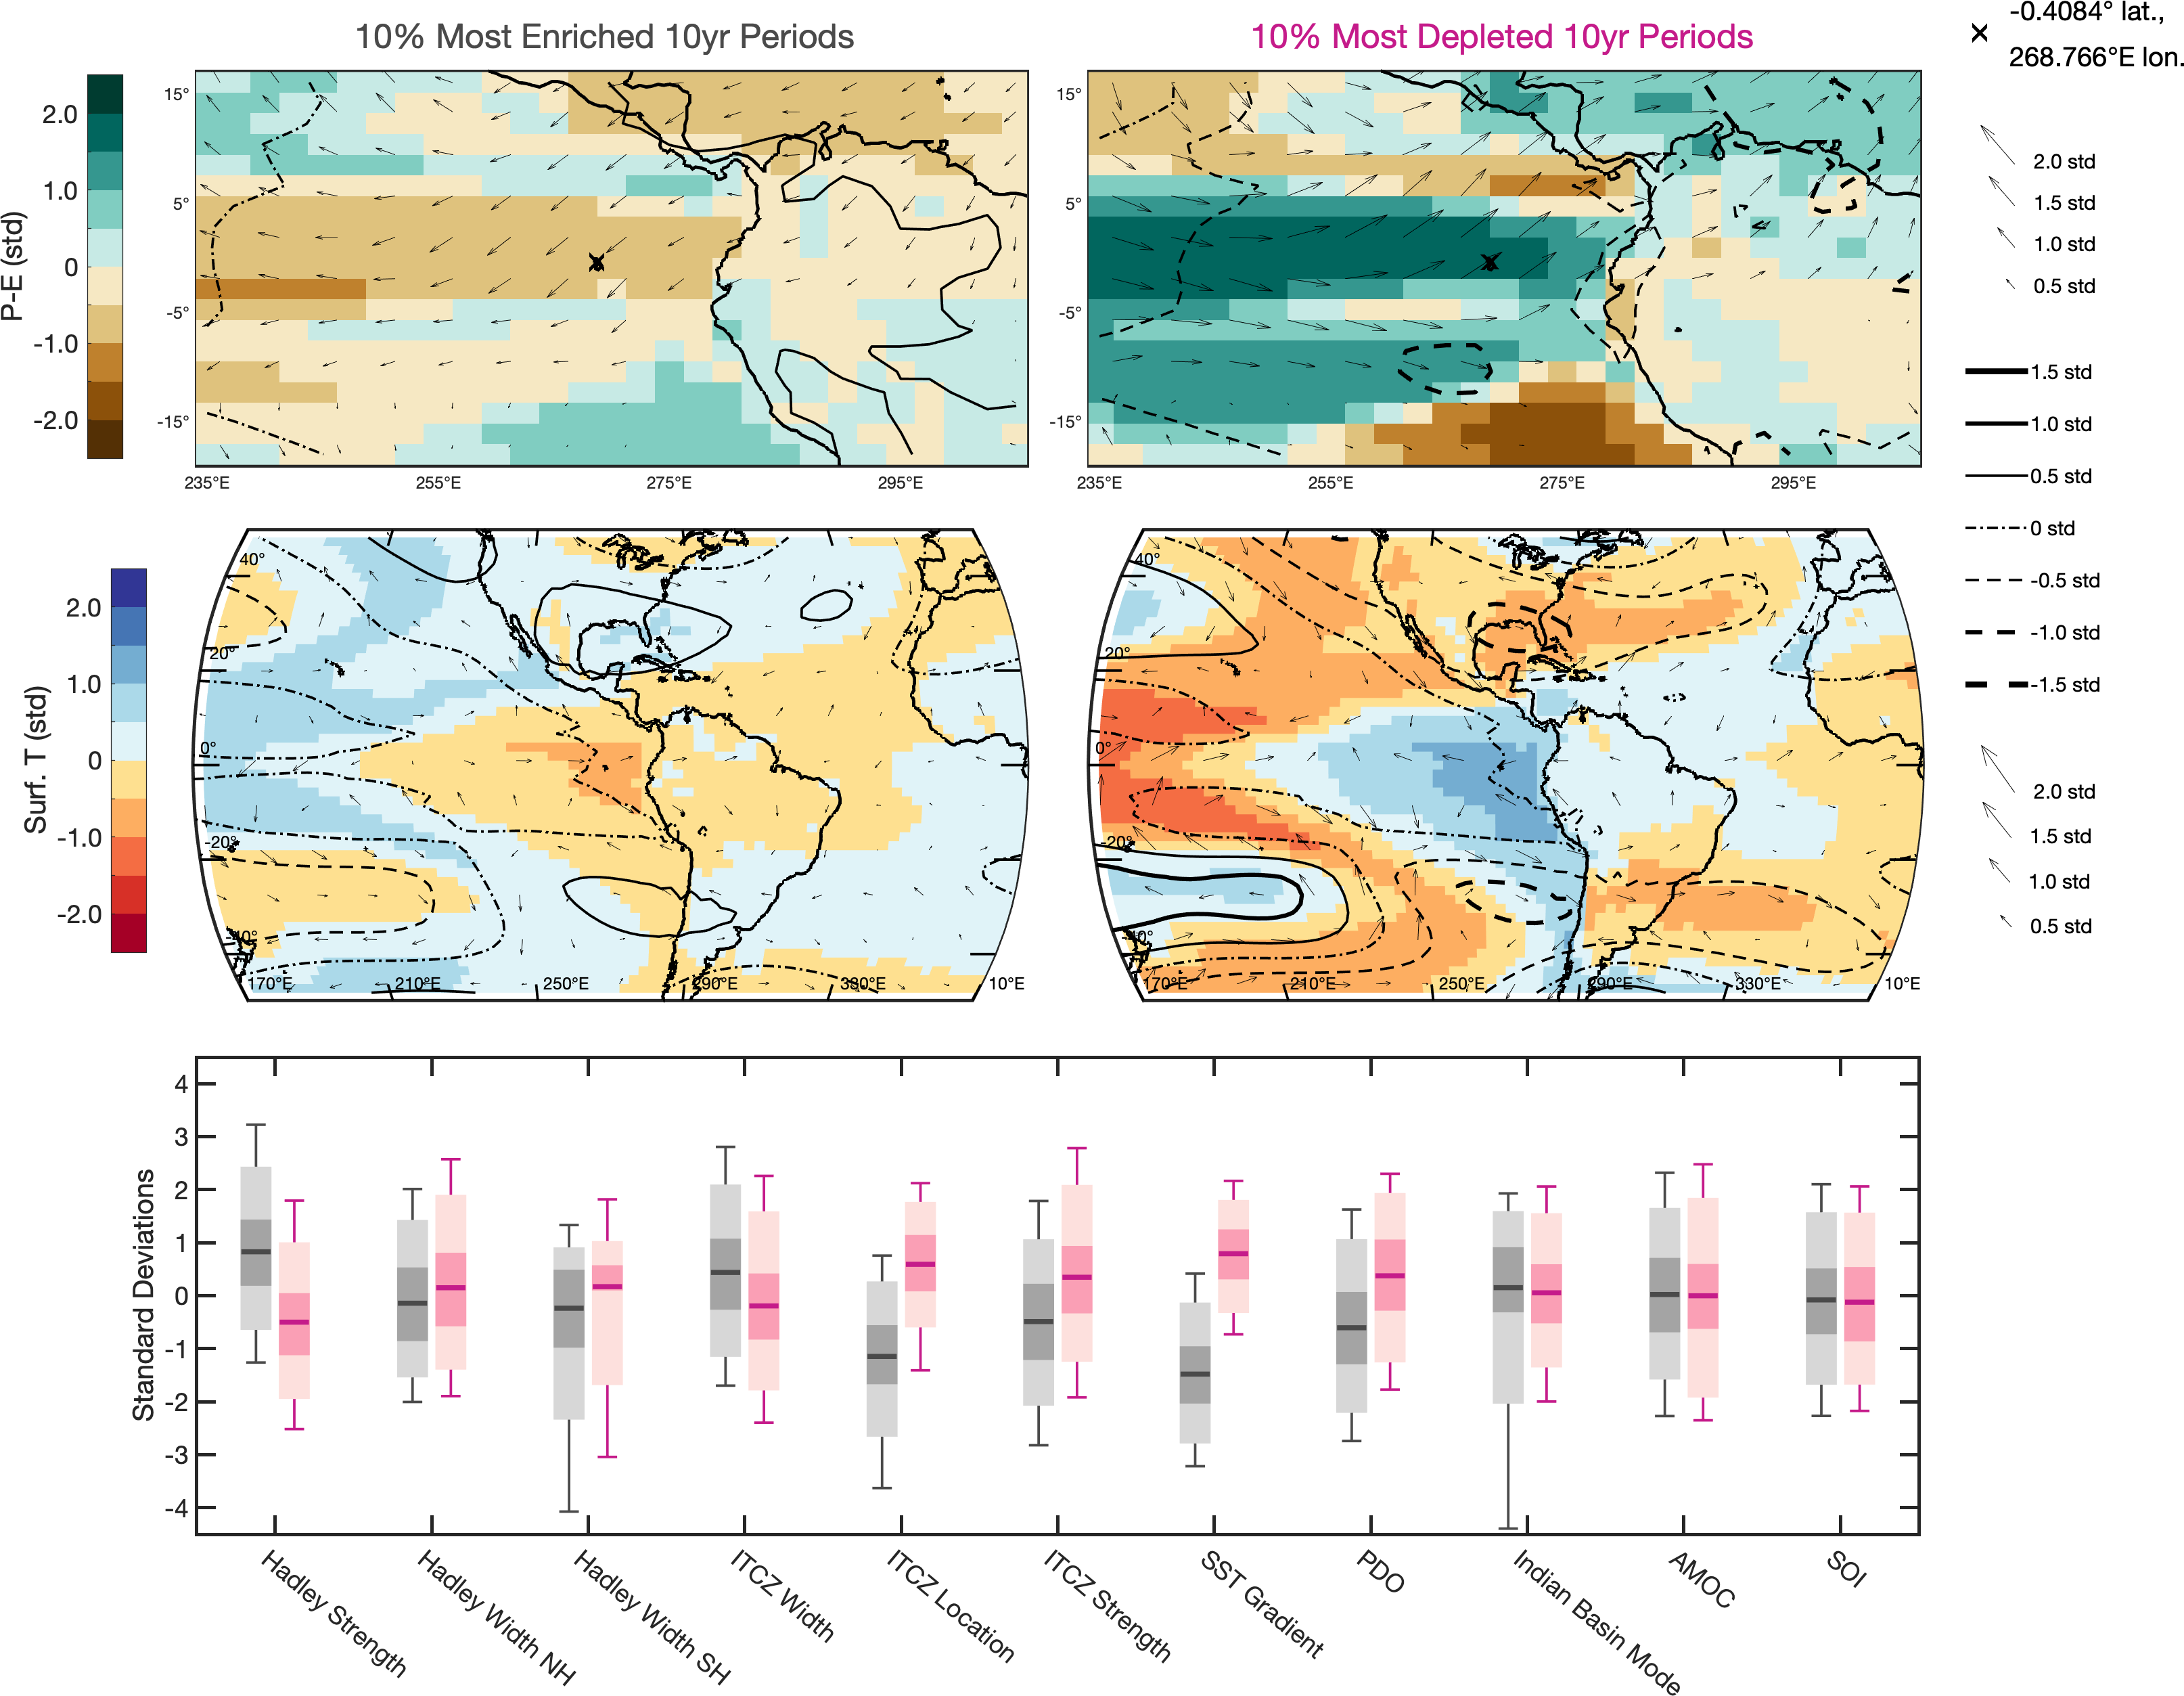 10% Most Enriched 10yr Periods
10% Most Depleted 10yr Periods
-0.4084° lat.,
268.766°E lon.
P-E (std)
2.0
1.0
0
-1.0
-2.0
15°
5°
-5°
-15°
235°E 255°E 275°E 295°E
15°
5°
-5°
-15°
235°E 255°E 275°E 295°E
2.0 std
1.5 std
1.0 std
0.5 std
1.5 std
1.0 std
0.5 std
0 std
-0.5 std
-1.0 std
-1.5 std
2.0 std
1.5 std
1.0 std
0.5 std
Surf. T (std)
2.0
1.0
0
-1.0
-2.0
40°
20°
0°
-20°
-40°
170°E 210°E 250°E 290°E 330°E 10°E
40°
20°
0°
-20°
-40°
170°E 210°E 250°E 290°E 330°E 10°E
Standard Deviations
4
3
2
1
0
-1
-2
-3
-4
Hadley Strength
Hadley Width NH
Hadley Width SH
ITCZ Width
ITCZ Location
ITCZ Strength
SST Gradient
PDO
Indian Basin Mode
AMOC
SOI